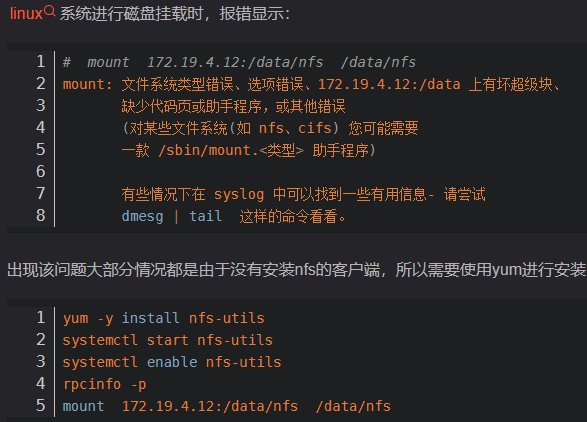 linux 系统进行磁盘挂载时，报错显示：
1 #  mount  172.19.4.12:/data/nfs  /data/nfs
2 mount: 文件系统类型错误、选项错误、172.19.4.12:/data 上有坏超级块、
3        缺少代码页或助手程序，或其他错误
4        (对某些文件系统(如 nfs、cifs) 您可能需要
5        一款 /sbin/mount.<类型> 助手程序)
6
7        有些情况下在 syslog 中可以找到一些有用信息- 请尝试
8        dmesg | tail  这样的命令看看。
出现该问题大部分情况都是由于没有安装nfs的客户端，所以需要使用yum进行安装
1 yum -y install nfs-utils
2 systemctl start nfs-utils
3 systemctl enable nfs-utils
4 rpcinfo -p
5 mount  172.19.4.12:/data/nfs  /data/nfs